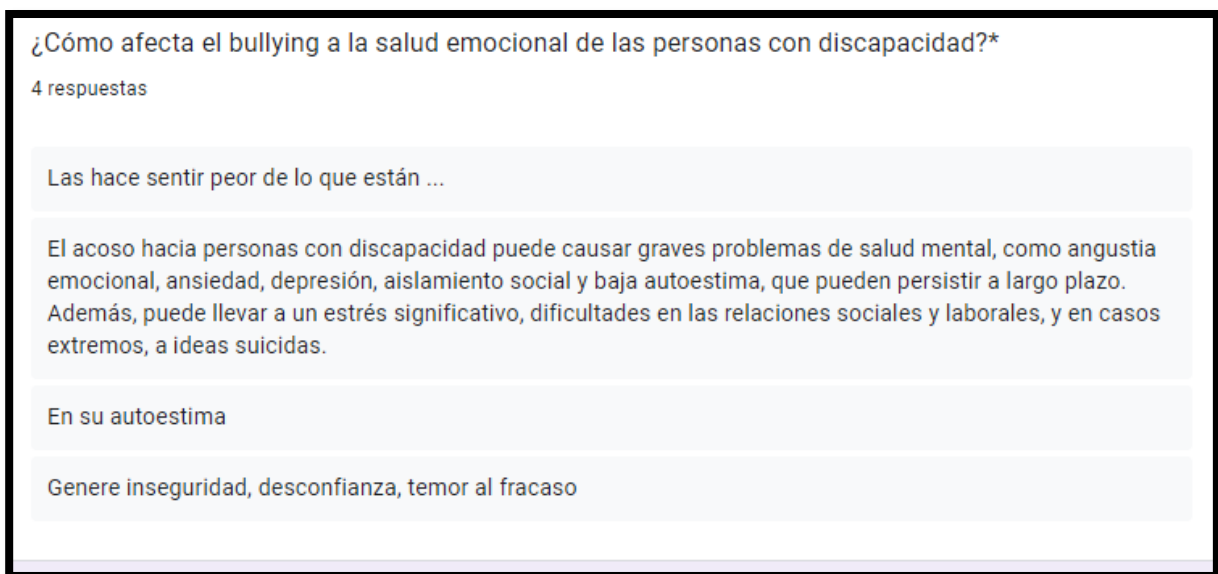 ¿Cómo afecta el bullying a la salud emocional de las personas con discapacidad?*
4 respuestas
Las hace sentir peor de lo que están ...
El acoso hacia personas con discapacidad puede causar graves problemas de salud mental, como angustia
emocional, ansiedad, depresión, aislamiento social y baja autoestima, que pueden persistir a largo plazo.
Además, puede llevar a un estrés significativo, dificultades en las relaciones sociales y laborales, y en casos
extremos, a ideas suicidas.
En su autoestima
Genere inseguridad, desconfianza, temor al fracaso